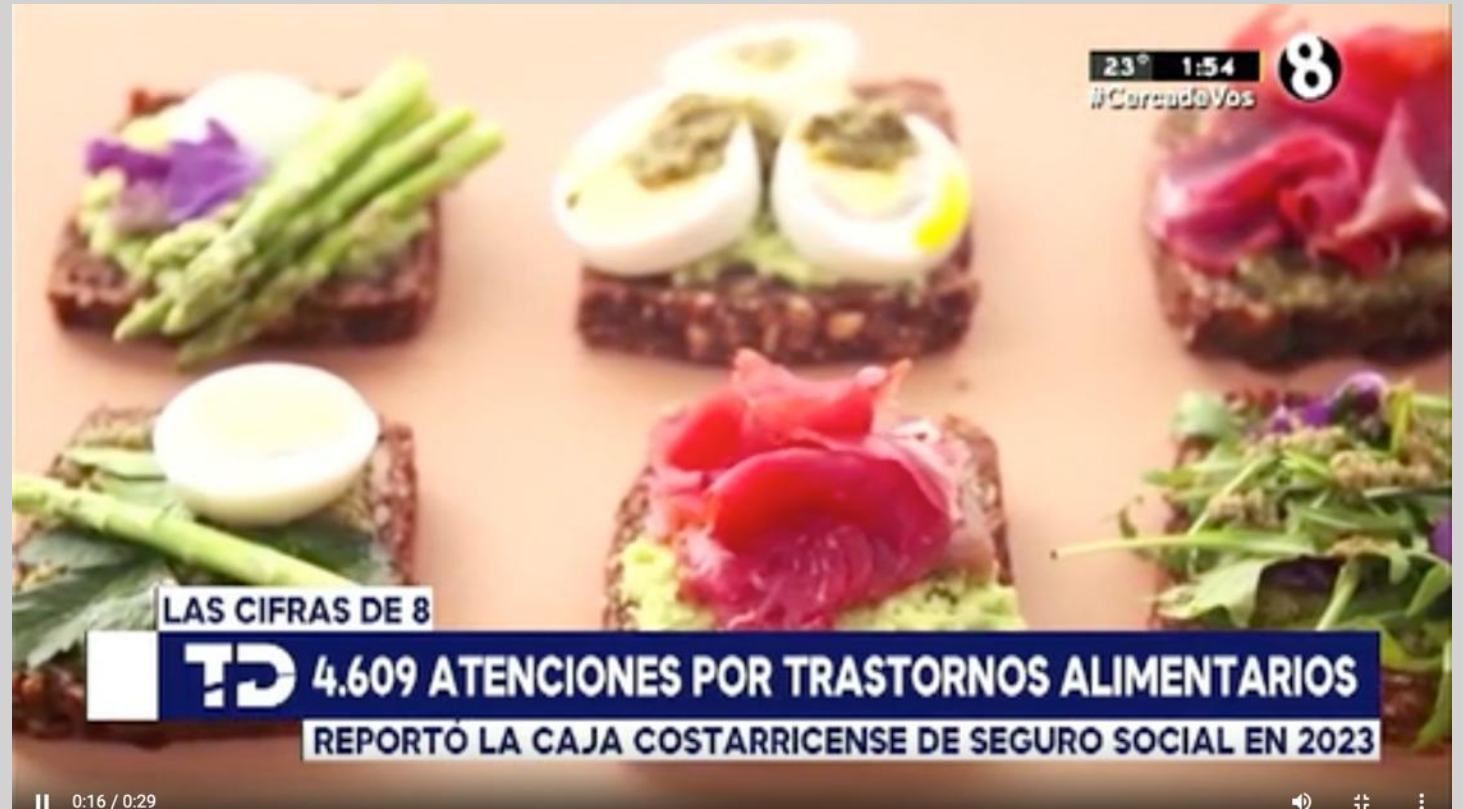 23° 1:54 8
#CercadeVos
LAS CIFRAS DE 8
TD 4.609 ATENCIONES POR TRASTORNOS ALIMENTARIOS
REPORTÓ LA CAJA COSTARRICENSE DE SEGURO SOCIAL EN 2023
0:16 / 0:29